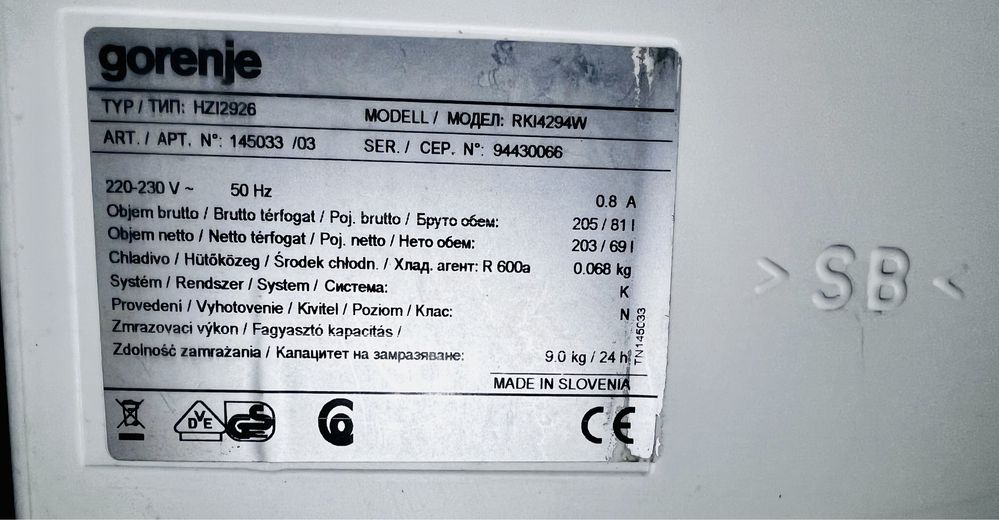 gorenje
TYP / ТИП: HZI2926 MODELL / МОДЕЛ: RKI4294W
ART. / АРТ. N°: 145033 /03 SER. / СЕР. N°: 94430066
220-230 V ~ 50 Hz 0.8 A
Objem brutto / Brutto térfogat / Poj. brutto / Бруто обем: 205 / 81 l
Objem netto / Netto térfogat / Poj. netto / Нето обем: 203 / 69 l
Chladivo / Hűtőközeg / Środek chłodn. / Хлад. агент: R 600a 0.068 kg
Systém / Rendszer / System / Система: K
Provedení / Vyhotovenie / Kivitel / Poziom / Клас: N
Zmrazovaci výkon / Fagyasztó kapacitás /
Zdolność zamrażania / Капацитет на замразяване: 9.0 kg / 24 h
TN145033
MADE IN SLOVENIA
DVE GS
CE
> SB <